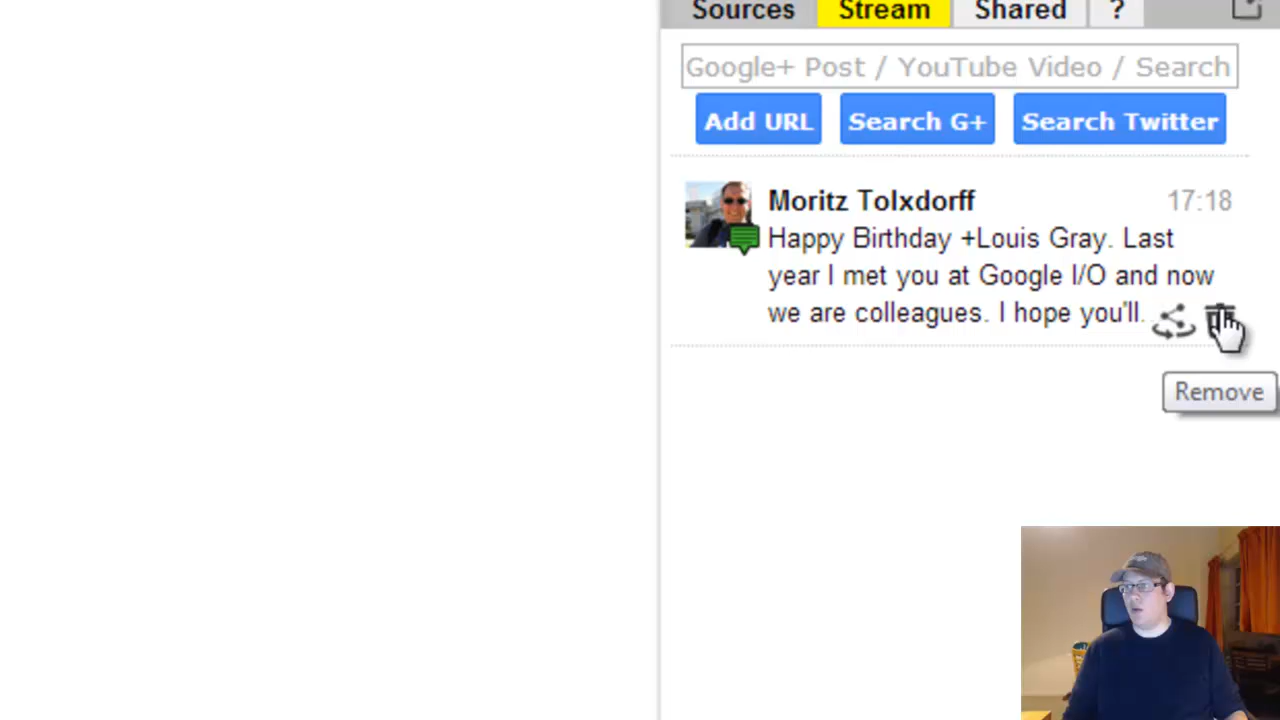 Sources Stream Shared ?
Google+ Post / YouTube Video / Search
Add URL Search G+ Search Twitter
Moritz Tolxdorff 17:18
Happy Birthday +Louis Gray. Last
year I met you at Google I/O and now
we are colleagues. I hope you'll.
Remove